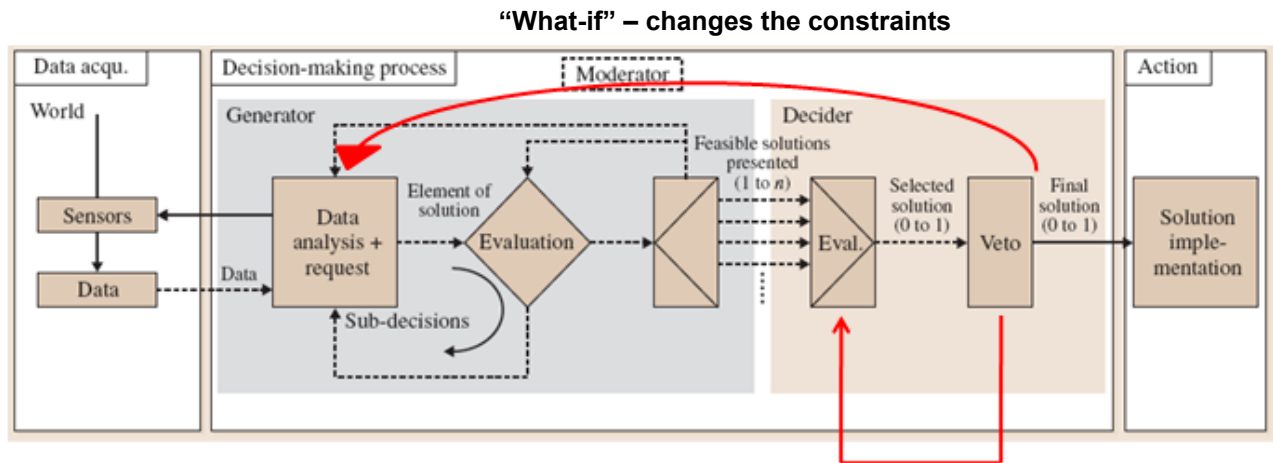 “What-if” – changes the constraints
Data acqu.
Decision-making process
Moderator
Action
World
Generator
Decider
Feasible solutions
presented
(1 to n)
Element of
solution
Selected
solution
(0 to 1)
Final
solution
(0 to 1)
Sensors
Data
analysis +
request
Evaluation
Eval.
Veto
Solution
imple-
mentation
Data
Data
Sub-decisions